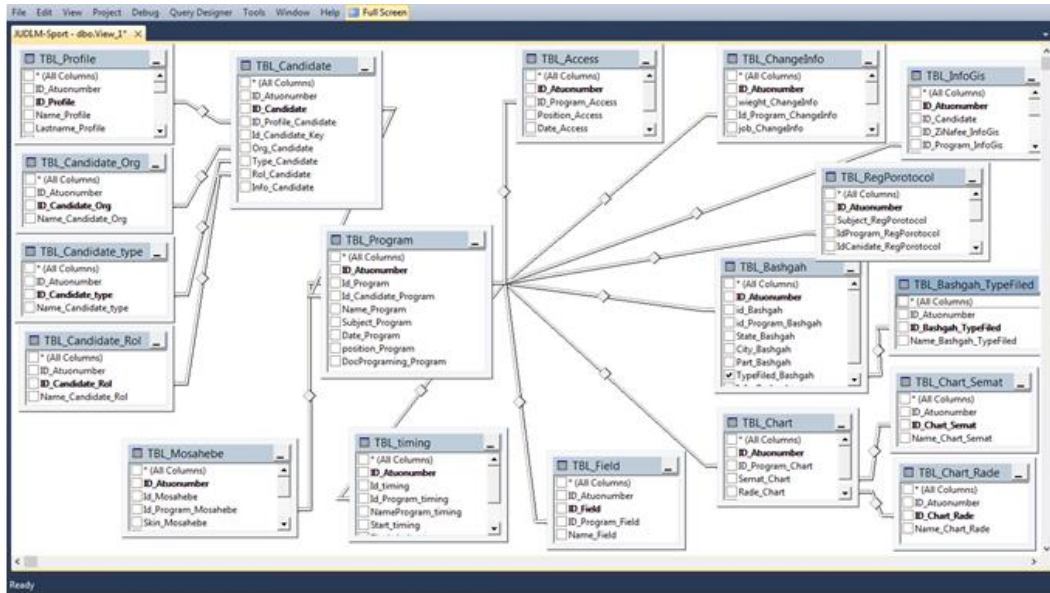 File Edit View Project Debug Query Designer Tools Window Help Full Screen
JUDLM-Sport - dbo.View_1*
TBL_Profile
* (All Columns)
ID_Atuonumber
ID_Profile
Name_Profile
Lastname_Profile
TBL_Candidate
* (All Columns)
ID_Atuonumber
ID_Candidate
ID_Profile_Candidate
Id_Candidate_Key
Org_Candidate
Type_Candidate
Rol_Candidate
Info_Candidate
TBL_Access
* (All Columns)
ID_Atuonumber
ID_Program_Access
Position_Access
Date_Access
TBL_ChangeInfo
* (All Columns)
ID_Atuonumber
wieght_ChangeInfo
Id_Program_ChangeInfo
job_ChangeInfo
TBL_InfoGis
* (All Columns)
ID_Atuonumber
ID_Candidate
ID_ZiNafee_InfoGis
ID_Program_InfoGis
TBL_Candidate_Org
* (All Columns)
ID_Atuonumber
ID_Candidate_Org
Name_Candidate_Org
TBL_RegPorotocol
* (All Columns)
ID_Atuonumber
Subject_RegPorotocol
IdProgram_RegPorotocol
IdCanidate_RegPorotocol
TBL_Candidate_type
* (All Columns)
ID_Atuonumber
ID_Candidate_type
Name_Candidate_type
TBL_Program
* (All Columns)
ID_Atuonumber
Id_Program
Id_Candidate_Program
Name_Program
Subject_Program
Date_Program
position_Program
DocPrograming_Program
TBL_Bashgah
* (All Columns)
ID_Atuonumber
id_Bashgah
id_Program_Bashgah
State_Bashgah
City_Bashgah
Part_Bashgah
TypeFiled_Bashgah
TBL_Bashgah_TypeFiled
* (All Columns)
ID_Atuonumber
ID_Bashgah_TypeFiled
Name_Bashgah_TypeFiled
TBL_Candidate_Rol
* (All Columns)
ID_Atuonumber
ID_Candidate_Rol
Name_Candidate_Rol
TBL_Chart_Semat
* (All Columns)
ID_Atuonumber
ID_Chart_Semat
Name_Chart_Semat
TBL_Mosahebe
* (All Columns)
ID_Atuonumber
Id_Mosahebe
Id_Program_Mosahebe
Skin_Mosahebe
TBL_timing
* (All Columns)
ID_Atuonumber
Id_timing
Id_Program_timing
NameProgram_timing
Start_timing
TBL_Field
* (All Columns)
ID_Atuonumber
ID_Field
ID_Program_Field
Name_Field
TBL_Chart
* (All Columns)
ID_Atuonumber
ID_Program_Chart
Semat_Chart
Rade_Chart
TBL_Chart_Rade
* (All Columns)
ID_Atuonumber
ID_Chart_Rade
Name_Chart_Rade
Ready